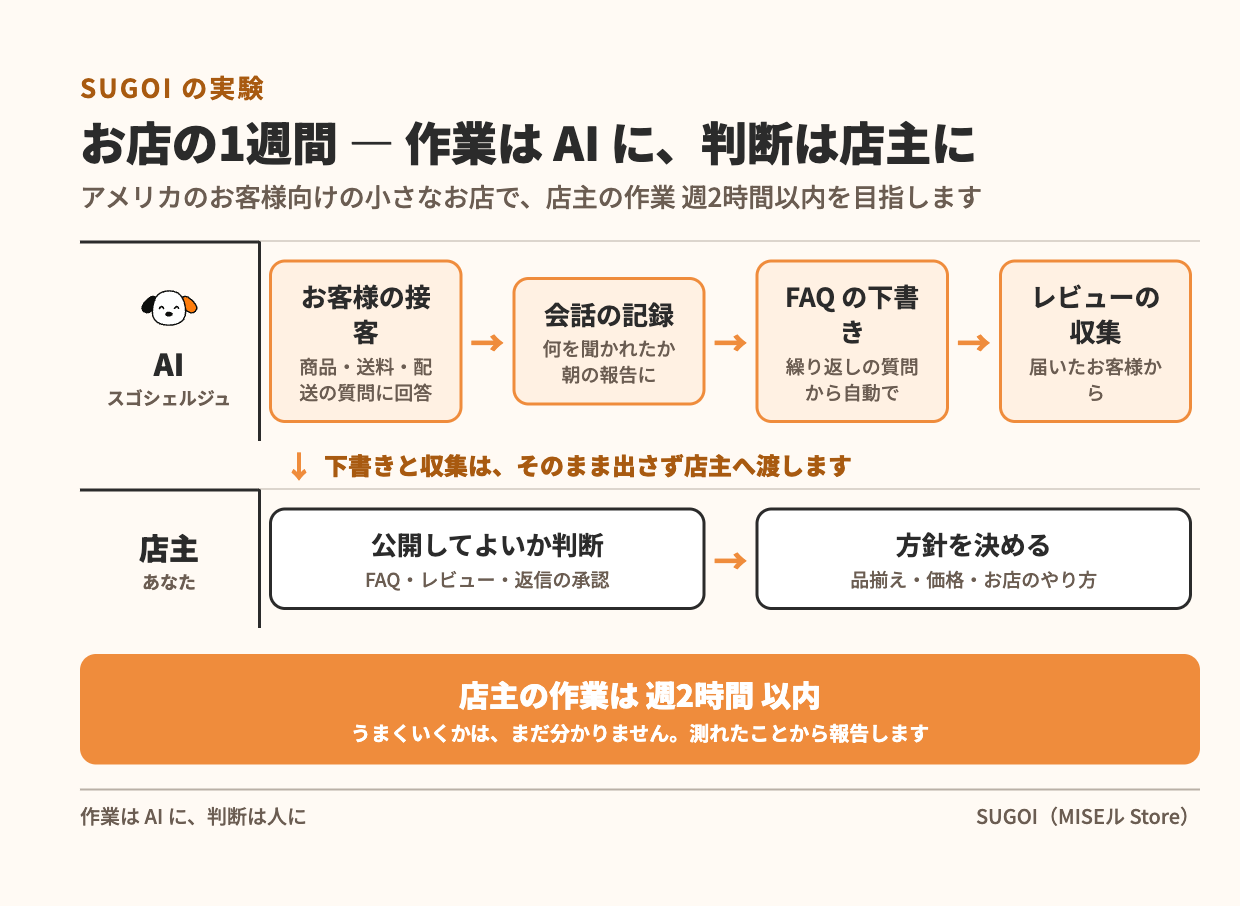 SUGOI の実験
お店の1週間 — 作業は AI に、判断は店主に
アメリカのお客様向けの小さなお店で、店主の作業 週2時間以内を目指します
AI
スゴシェルジュ
お客様の接
客
商品・送料・配
送の質問に回答
→
会話の記録
何を聞かれたか
朝の報告に
→
FAQ の下書
き
繰り返しの質問
から自動で
→
レビューの
収集
届いたお客様か
ら
↓ 下書きと収集は、そのまま出さず店主へ渡します
店主
あなた
公開してよいか判断
FAQ・レビュー・返信の承認
→
方針を決める
品揃え・価格・お店のやり方
店主の作業は 週2時間 以内
うまくいくかは、まだ分かりません。測れたことから報告します
作業は AI に、判断は人に
SUGOI（MISEル Store）